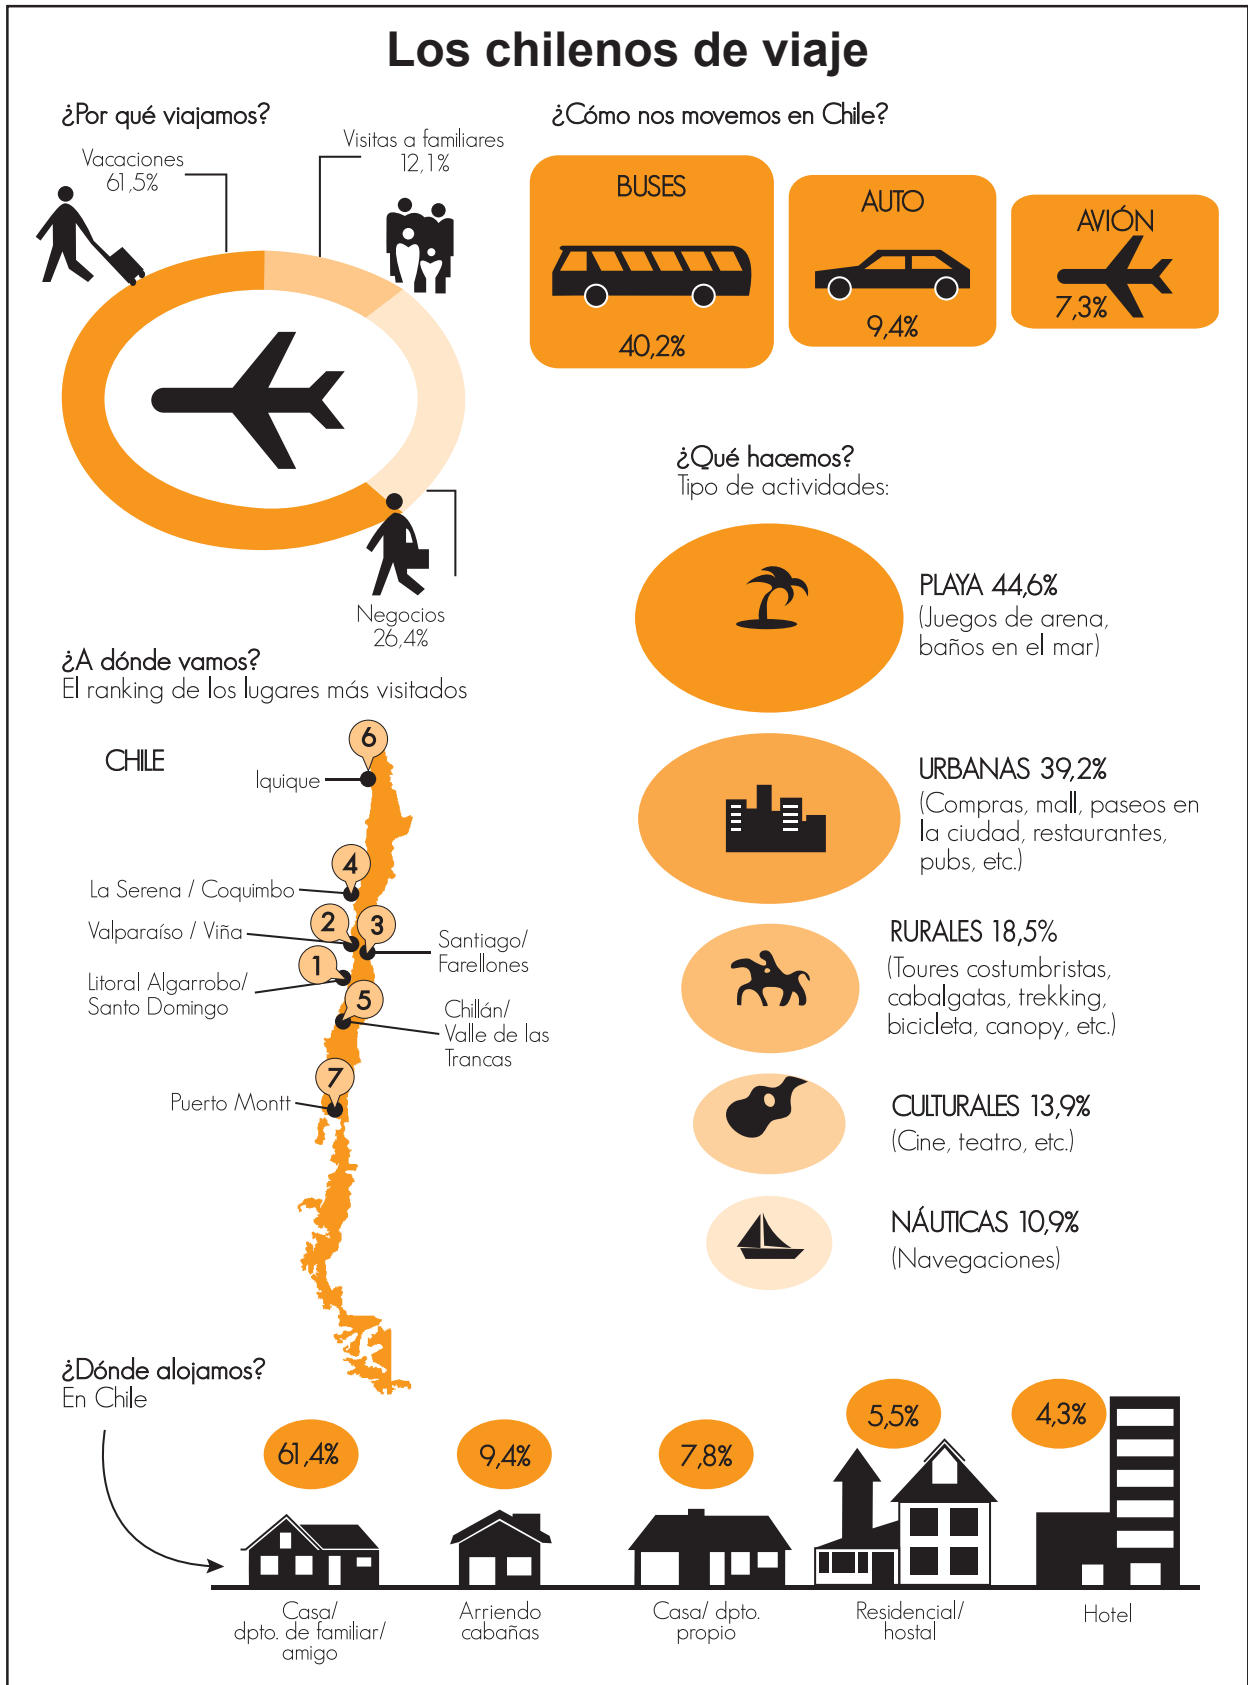 Los chilenos de viaje
¿Por qué viajamos?
Vacaciones
61,5%
Visitas a familiares
12,1%
Negocios
26,4%
¿Cómo nos movemos en Chile?
BUSES
40,2%
AUTO
9,4%
AVIÓN
7,3%
¿Qué hacemos?
Tipo de actividades:
PLAYA 44,6%
(Juegos de arena,
baños en el mar)
URBANAS 39,2%
(Compras, mall, paseos en
la ciudad, restaurantes,
pubs, etc.)
RURALES 18,5%
(Toures costumbristas,
cabalgatas, trekking,
bicicleta, canopy, etc.)
CULTURALES 13,9%
(Cine, teatro, etc.)
NÁUTICAS 10,9%
(Navegaciones)
¿A dónde vamos?
El ranking de los lugares más visitados
CHILE
6
Iquique
4
La Serena / Coquimbo
2
Valparaíso / Viña
3
Santiago/
Farellones
1
Litoral Algarrobo/
Santo Domingo
5
Chillán/
Valle de las
Trancas
7
Puerto Montt
¿Dónde alojamos?
En Chile
61,4%
Casa/
dpto. de familiar/
amigo
9,4%
Arriendo
cabañas
7,8%
Casa/ dpto.
propio
5,5%
Residencial/
hostal
4,3%
Hotel